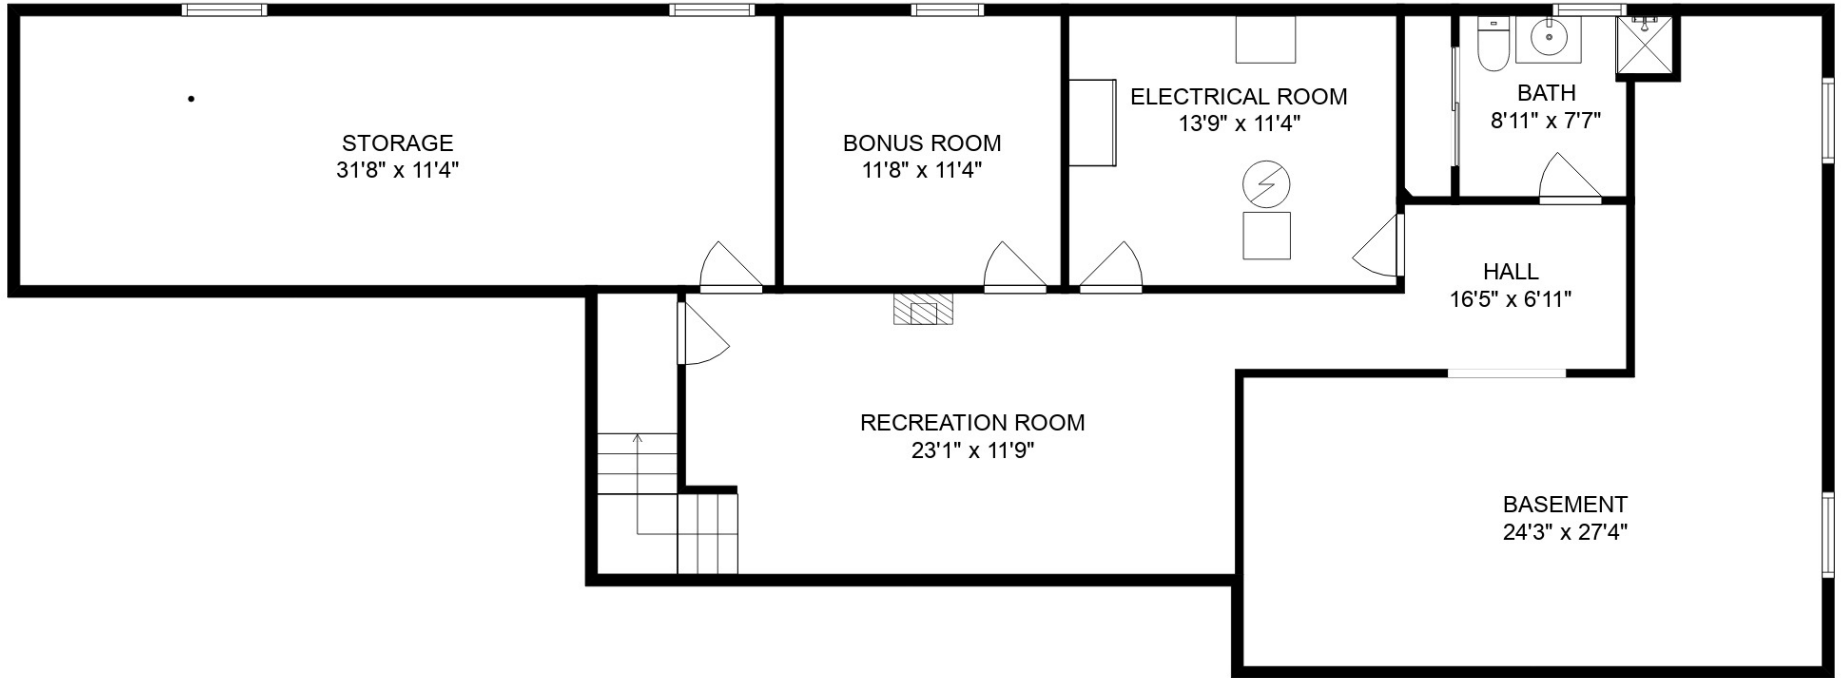 STORAGE
31'8" x 11'4"
BONUS ROOM
11'8" x 11'4"
ELECTRICAL ROOM
13'9" x 11'4"
BATH
8'11" x 7'7"
HALL
16'5" x 6'11"
RECREATION ROOM
23'1" x 11'9"
BASEMENT
24'3" x 27'4"